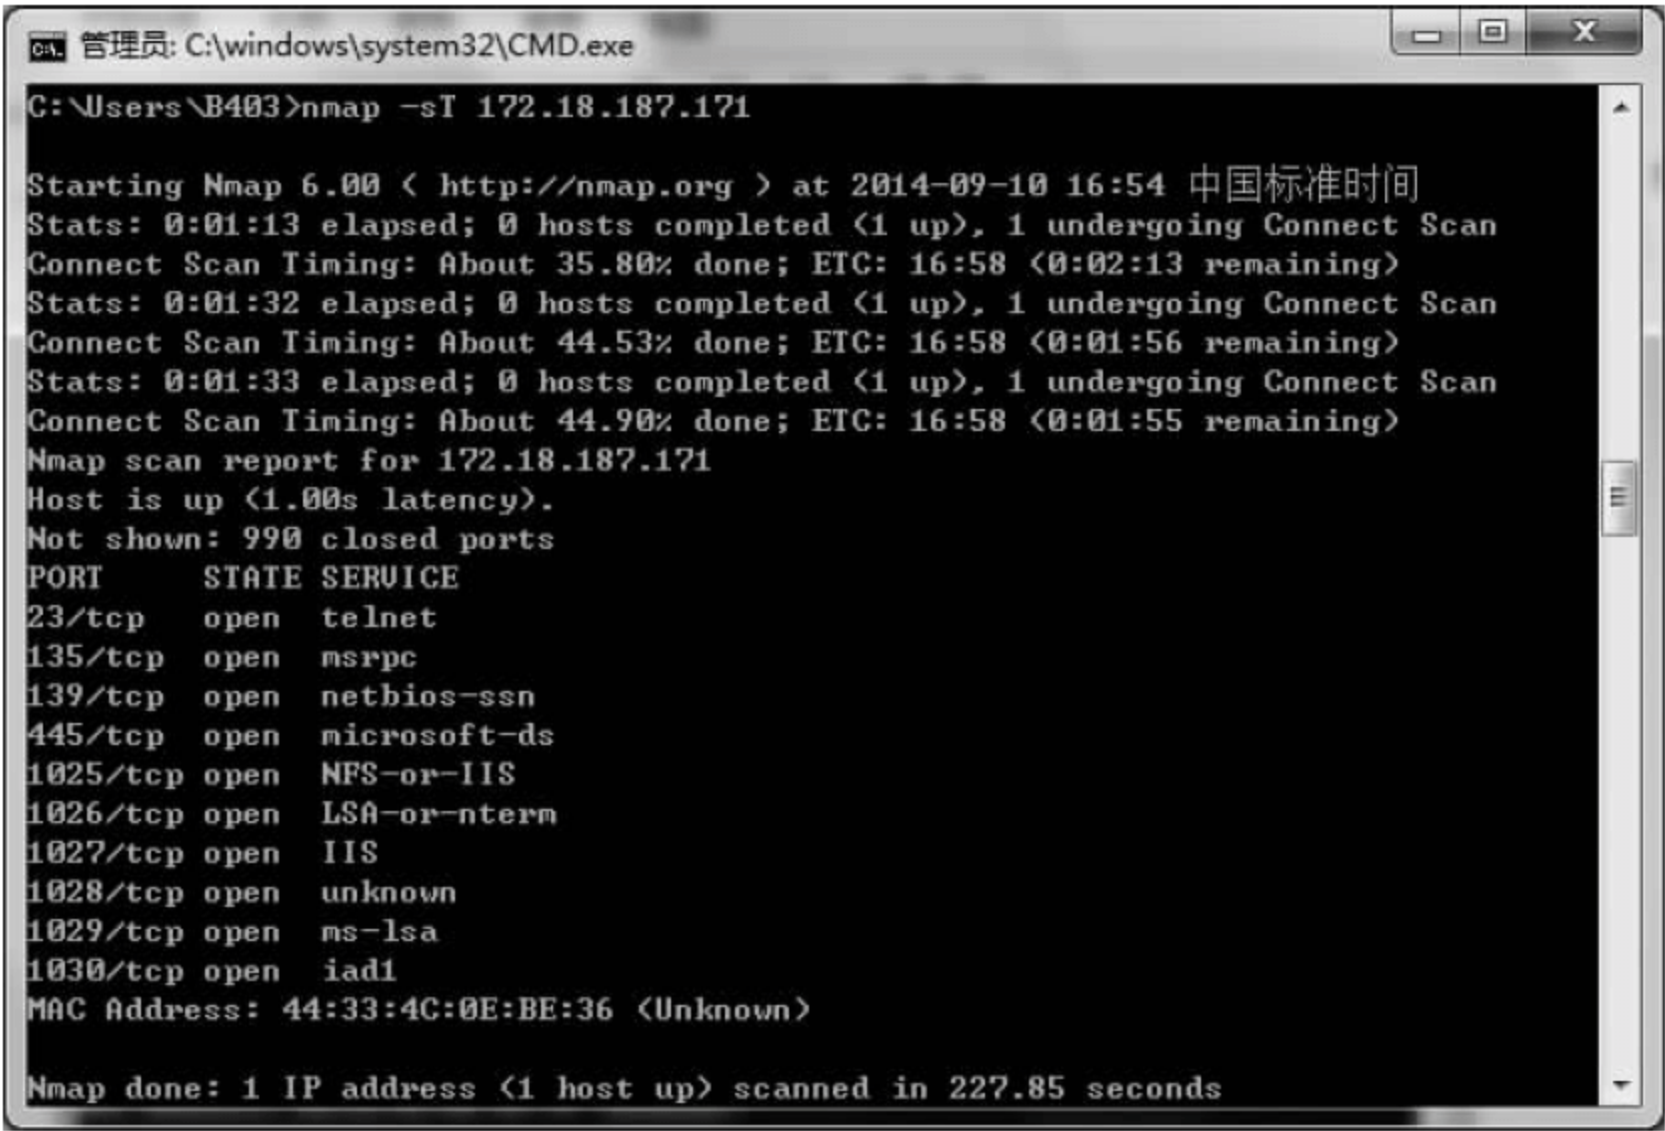 管理员: C:\windows\system32\CMD.exe
C:\Users\B403>nmap -sT 172.18.187.171
Starting Nmap 6.00 ( http://nmap.org ) at 2014-09-10 16:54 中国标准时间
Stats: 0:01:13 elapsed; 0 hosts completed (1 up), 1 undergoing Connect Scan
Connect Scan Timing: About 35.80% done; ETC: 16:58 (0:02:13 remaining)
Stats: 0:01:32 elapsed; 0 hosts completed (1 up), 1 undergoing Connect Scan
Connect Scan Timing: About 44.53% done; ETC: 16:58 (0:01:56 remaining)
Stats: 0:01:33 elapsed; 0 hosts completed (1 up), 1 undergoing Connect Scan
Connect Scan Timing: About 44.90% done; ETC: 16:58 (0:01:55 remaining)
Nmap scan report for 172.18.187.171
Host is up (1.00s latency).
Not shown: 990 closed ports
PORT     STATE SERVICE
23/tcp   open  telnet
135/tcp  open  msrpc
139/tcp  open  netbios-ssn
445/tcp  open  microsoft-ds
1025/tcp open  NFS-or-IIS
1026/tcp open  LSA-or-nterm
1027/tcp open  IIS
1028/tcp open  unknown
1029/tcp open  ms-lsa
1030/tcp open  iad1
MAC Address: 44:33:4C:0E:BE:36 (Unknown)
Nmap done: 1 IP address (1 host up) scanned in 227.85 seconds